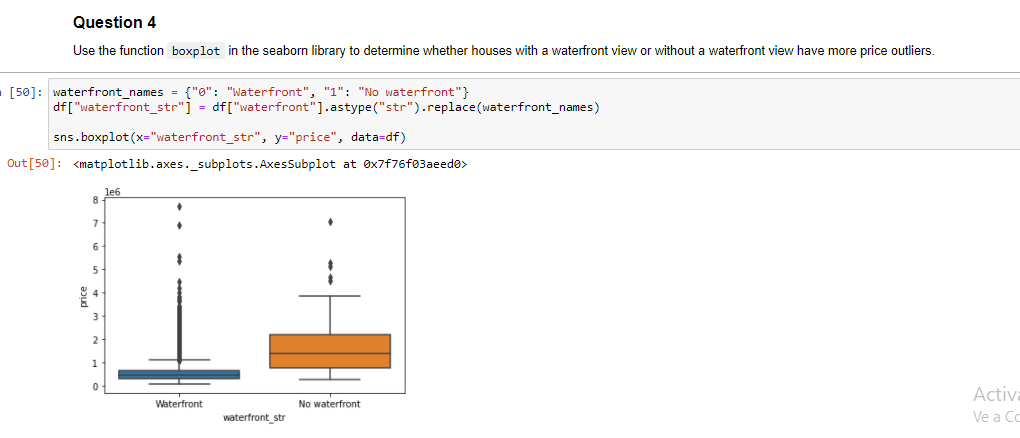 Question 4
Use the function boxplot in the seaborn library to determine whether houses with a waterfront view or without a waterfront view have more price outliers.
[50]: waterfront_names = {"0": "Waterfront", "1": "No waterfront"}
df["waterfront_str"] = df["waterfront"].astype("str").replace(waterfront_names)
sns.boxplot(x="waterfront_str", y="price", data=df)
Out[50]: <matplotlib.axes._subplots.AxesSubplot at 0x7f76f03aeed0>
1e6
8
7
6
5
4
3
2
1
0
price
Waterfront No waterfront
waterfront_str
Activa
Ve a Co